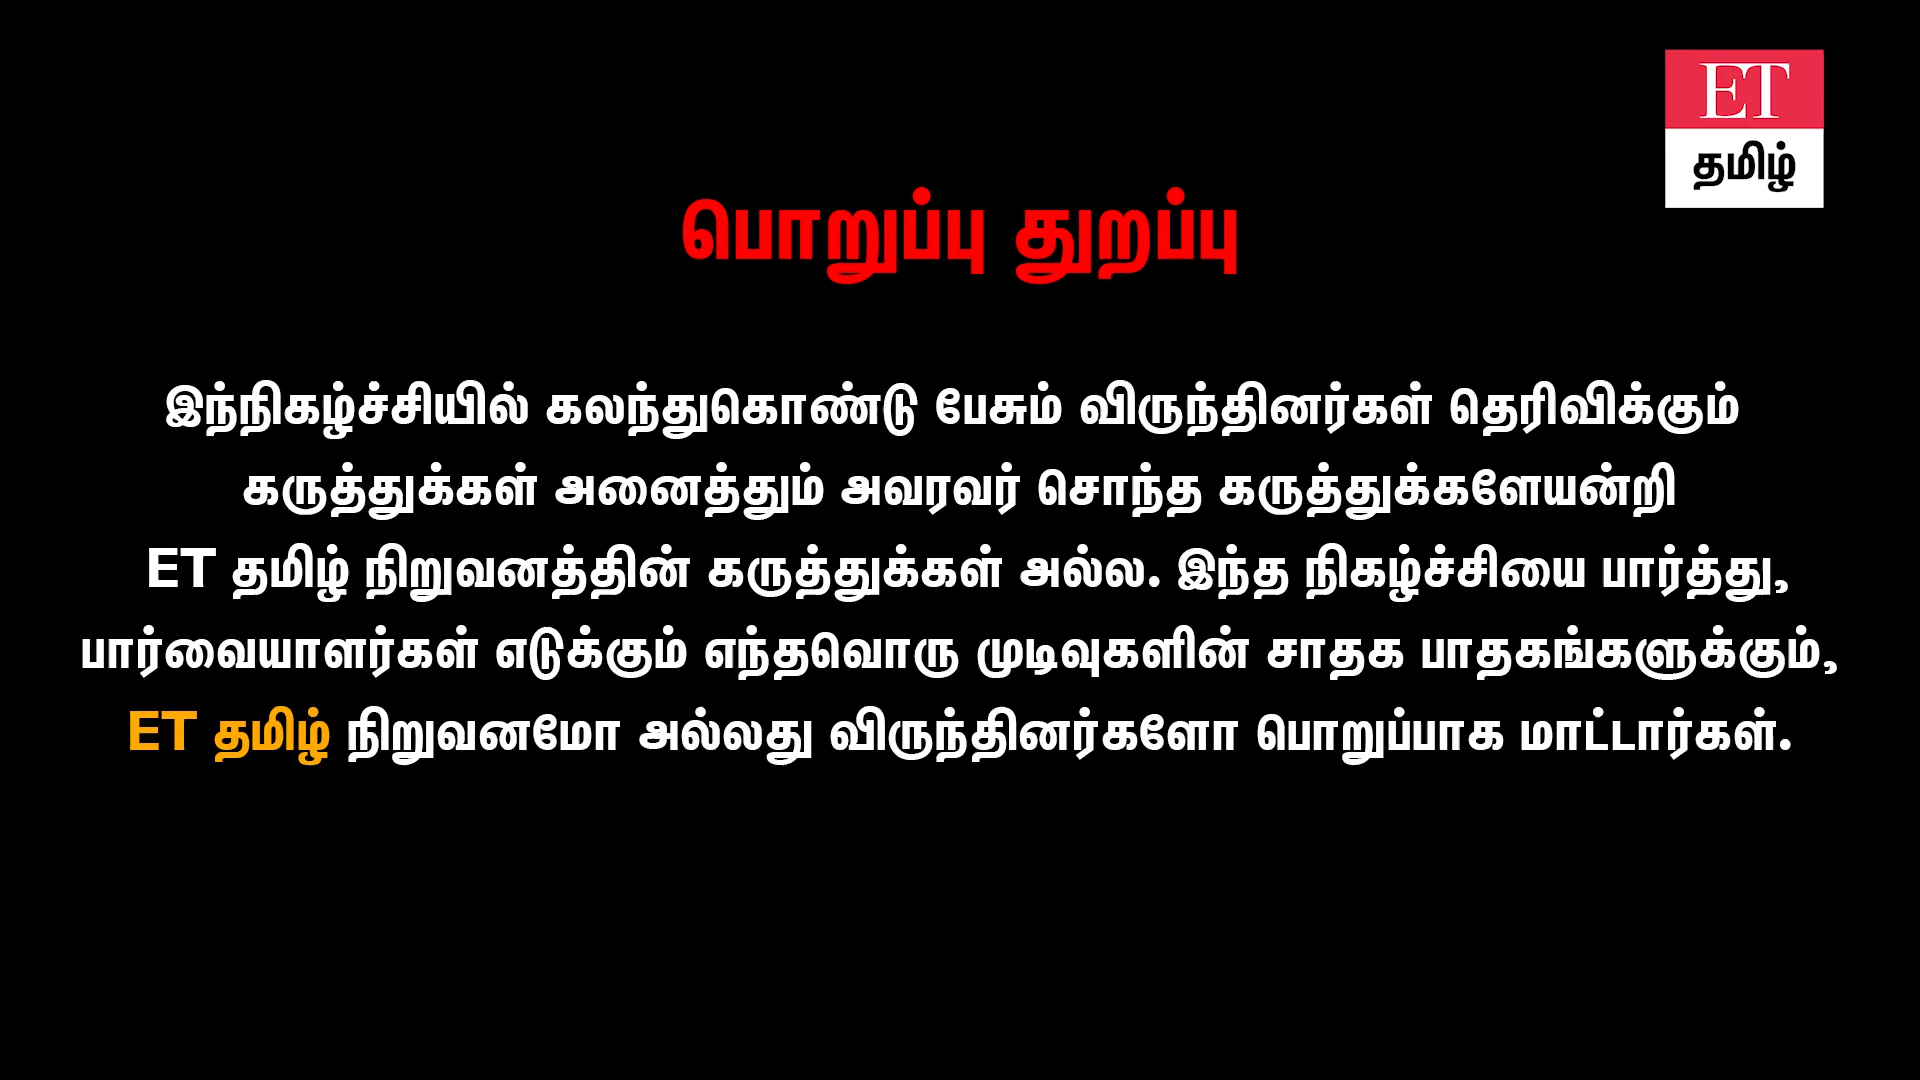 ET
தமிழ்
பொறுப்பு துறப்பு
இந்நிகழ்ச்சியில் கலந்துகொண்டு பேசும் விருந்தினர்கள் தெரிவிக்கும்
கருத்துக்கள் அனைத்தும் அவரவர் சொந்த கருத்துக்களேயன்றி
ET தமிழ் நிறுவனத்தின் கருத்துக்கள் அல்ல. இந்த நிகழ்ச்சியை பார்த்து,
பார்வையாளர்கள் எடுக்கும் எந்தவொரு முடிவுகளின் சாதக பாதகங்களுக்கும்,
ET தமிழ் நிறுவனமோ அல்லது விருந்தினர்களோ பொறுப்பாக மாட்டார்கள்.